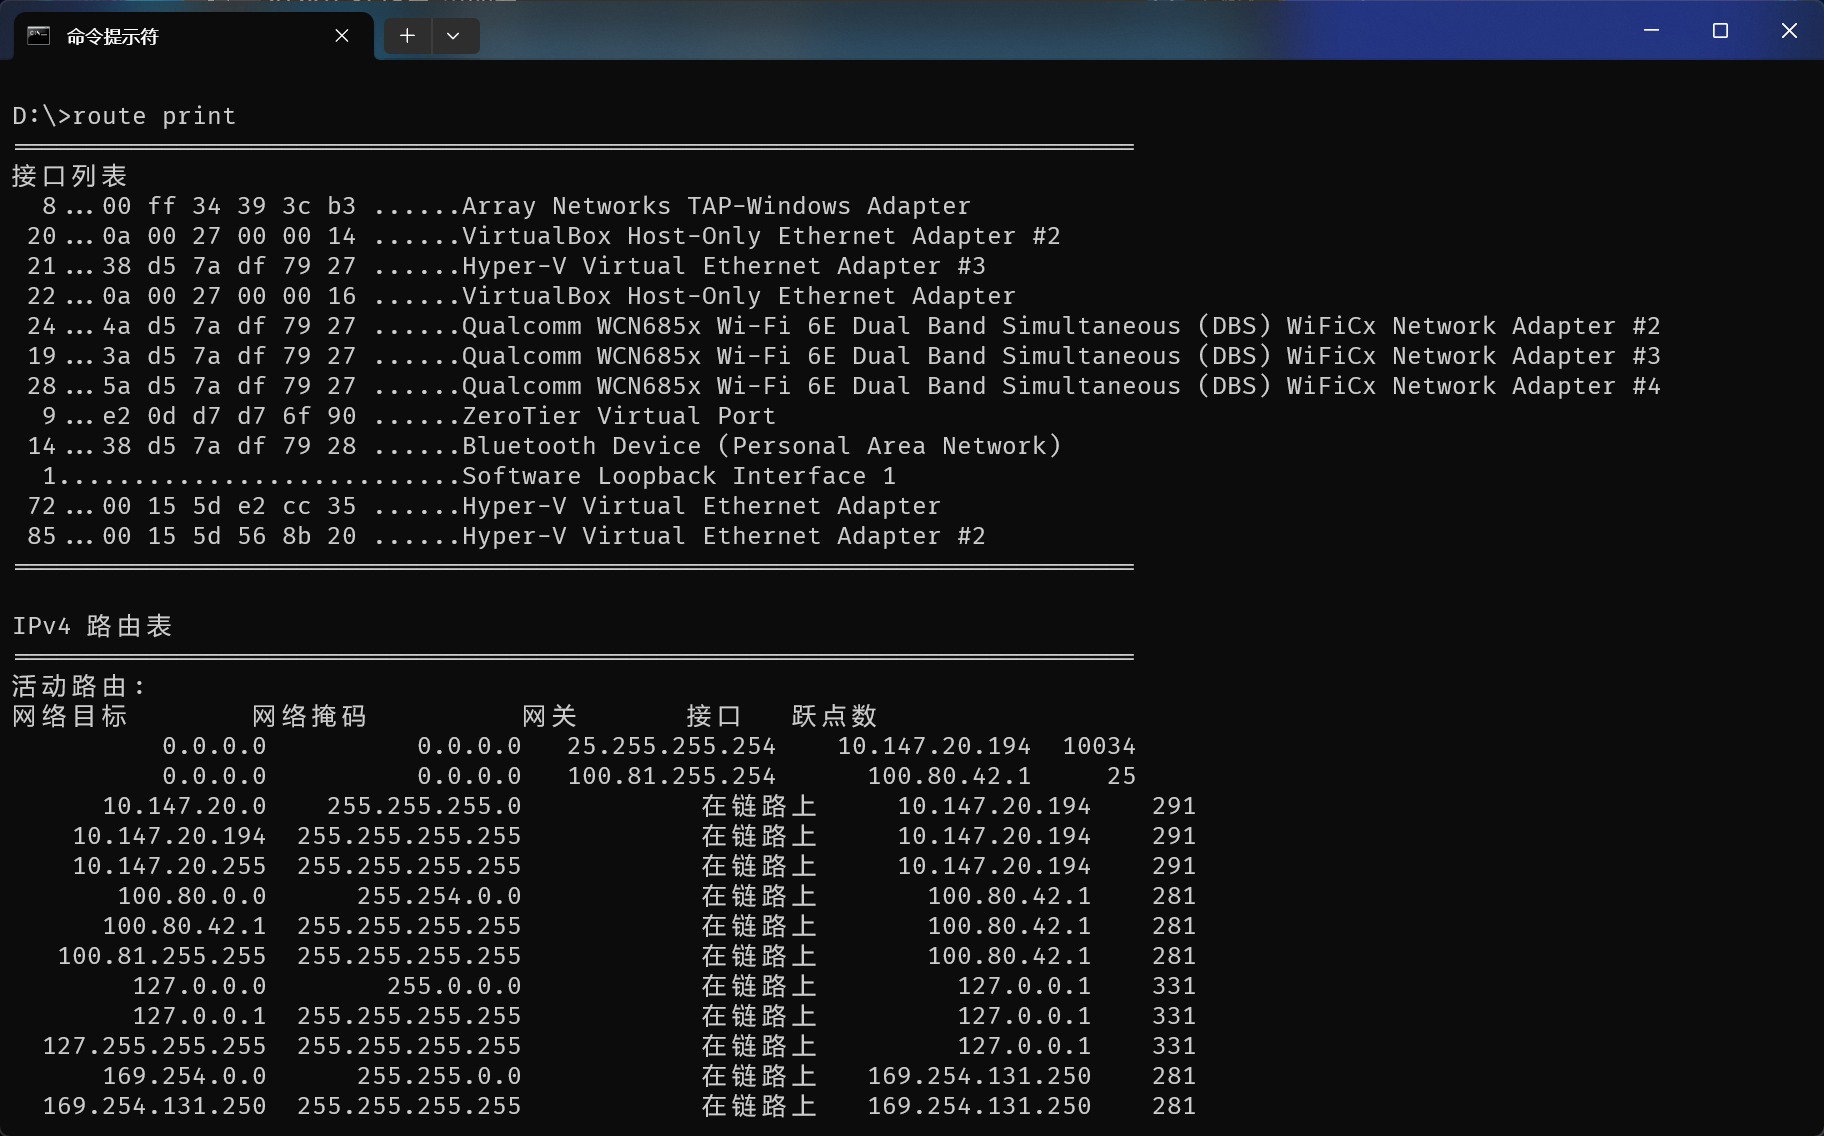 命令提示符
D:\>route print
===========================================================================
接口列表
  8...00 ff 34 39 3c b3 ......Array Networks TAP-Windows Adapter
 20...0a 00 27 00 00 14 ......VirtualBox Host-Only Ethernet Adapter #2
 21...38 d5 7a df 79 27 ......Hyper-V Virtual Ethernet Adapter #3
 22...0a 00 27 00 00 16 ......VirtualBox Host-Only Ethernet Adapter
 24...4a d5 7a df 79 27 ......Qualcomm WCN685x Wi-Fi 6E Dual Band Simultaneous (DBS) WiFiCx Network Adapter #2
 19...3a d5 7a df 79 27 ......Qualcomm WCN685x Wi-Fi 6E Dual Band Simultaneous (DBS) WiFiCx Network Adapter #3
 28...5a d5 7a df 79 27 ......Qualcomm WCN685x Wi-Fi 6E Dual Band Simultaneous (DBS) WiFiCx Network Adapter #4
  9...e2 0d d7 d7 6f 90 ......ZeroTier Virtual Port
 14...38 d5 7a df 79 28 ......Bluetooth Device (Personal Area Network)
  1...........................Software Loopback Interface 1
 72...00 15 5d e2 cc 35 ......Hyper-V Virtual Ethernet Adapter
 85...00 15 5d 56 8b 20 ......Hyper-V Virtual Ethernet Adapter #2
===========================================================================
IPv4 路由表
===========================================================================
活动路由:
网络目标        网络掩码          网关       接口   跃点数
          0.0.0.0          0.0.0.0   25.255.255.254    10.147.20.194  10034
          0.0.0.0          0.0.0.0   100.81.255.254      100.80.42.1     25
      10.147.20.0    255.255.255.0            在链路上     10.147.20.194    291
    10.147.20.194  255.255.255.255            在链路上     10.147.20.194    291
    10.147.20.255  255.255.255.255            在链路上     10.147.20.194    291
       100.80.0.0      255.254.0.0            在链路上       100.80.42.1    281
      100.80.42.1  255.255.255.255            在链路上       100.80.42.1    281
   100.81.255.255  255.255.255.255            在链路上       100.80.42.1    281
        127.0.0.0        255.0.0.0            在链路上         127.0.0.1    331
        127.0.0.1  255.255.255.255            在链路上         127.0.0.1    331
  127.255.255.255  255.255.255.255            在链路上         127.0.0.1    331
      169.254.0.0      255.255.0.0            在链路上   169.254.131.250    281
  169.254.131.250  255.255.255.255            在链路上   169.254.131.250    281